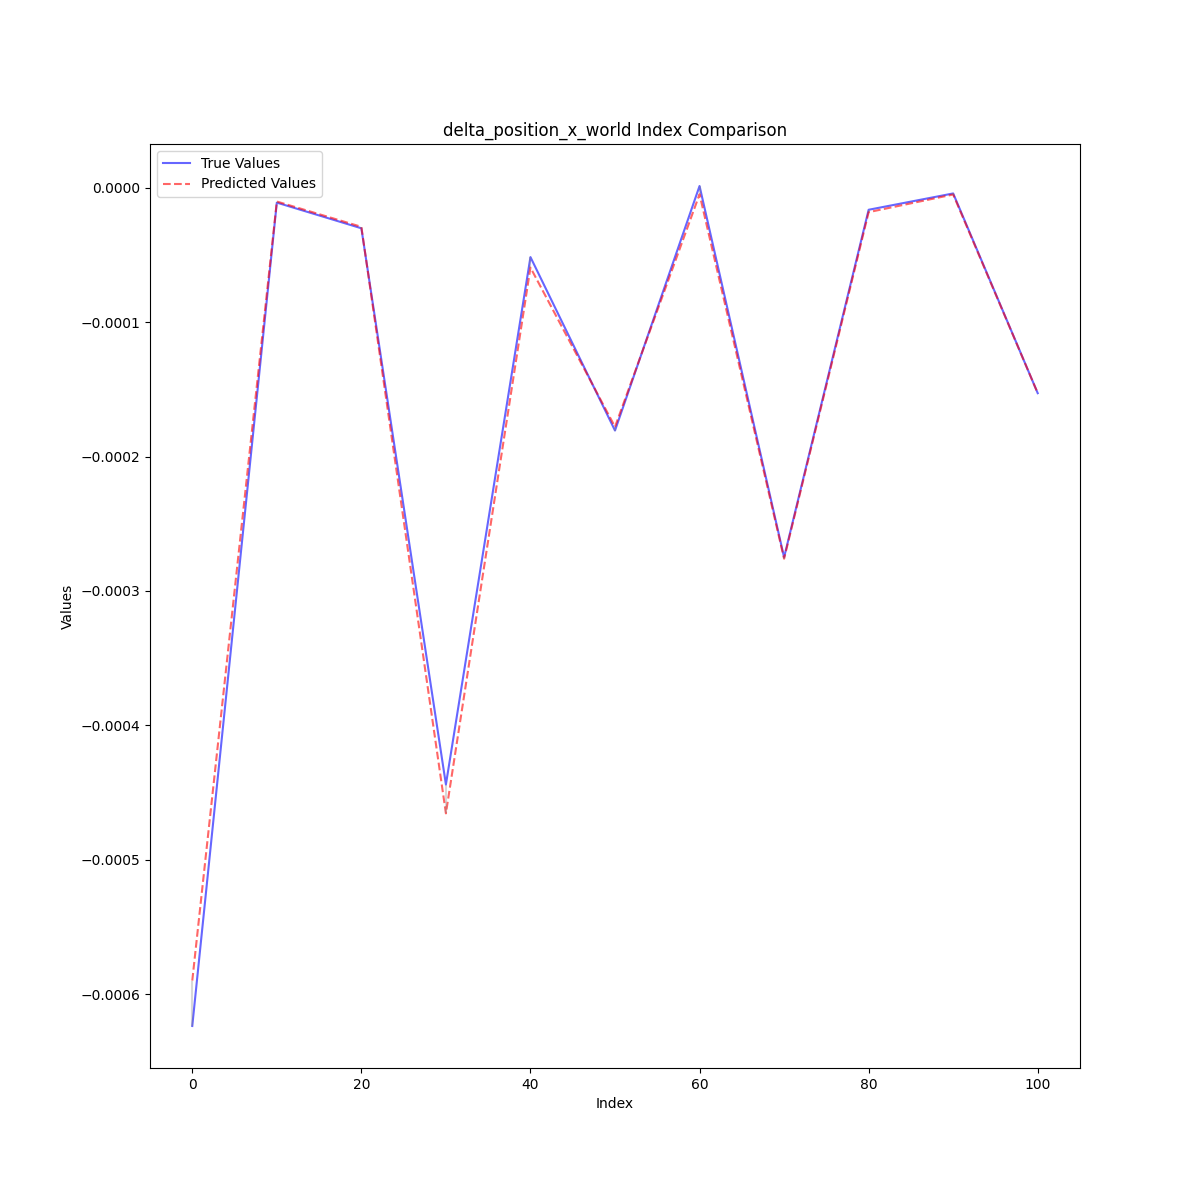 delta_position_x_world Index Comparison
True Values
Predicted Values
0.0000
−0.0001
−0.0002
−0.0003
−0.0004
−0.0005
−0.0006
Values
0 20 40 60 80 100
Index